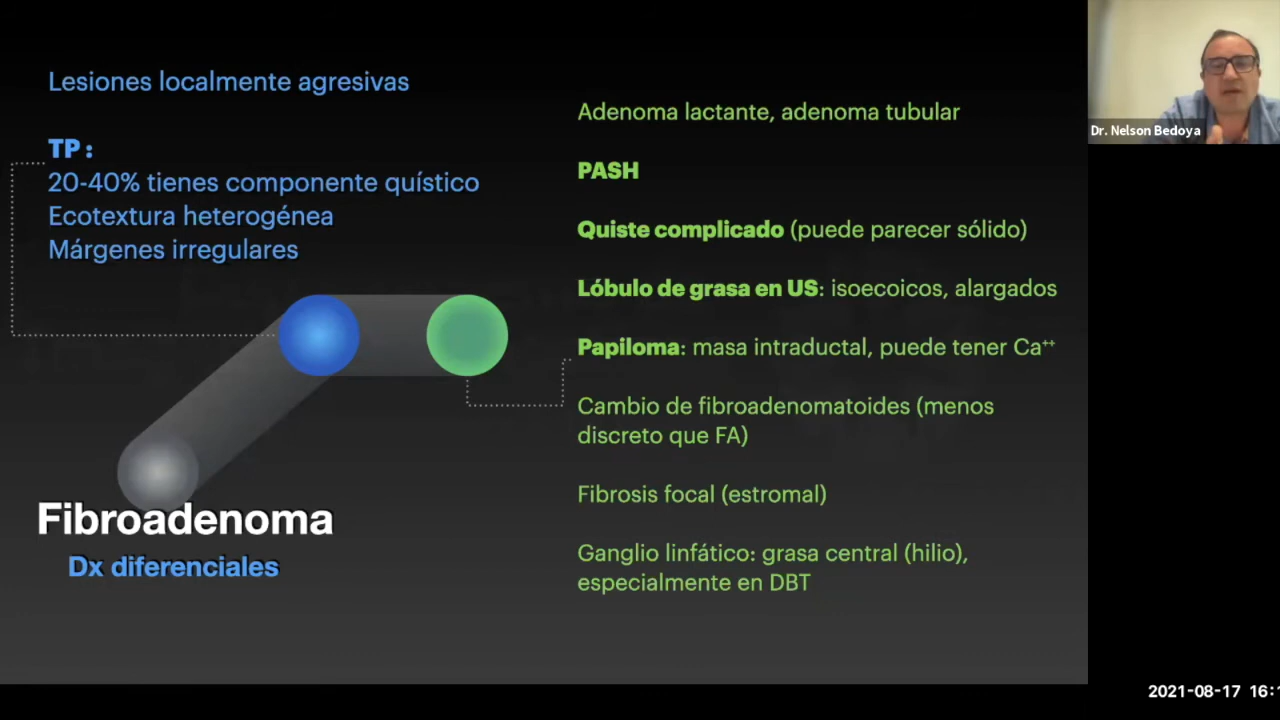 Lesiones localmente agresivas
TP :
20-40% tienes componente quístico
Ecotextura heterogénea
Márgenes irregulares
Fibroadenoma
Dx diferenciales
Adenoma lactante, adenoma tubular
PASH
Quiste complicado (puede parecer sólido)
Lóbulo de grasa en US: isoecoicos, alargados
Papiloma: masa intraductal, puede tener Ca⁺⁺
Cambio de fibroadenomatoides (menos
discreto que FA)
Fibrosis focal (estromal)
Ganglio linfático: grasa central (hilio),
especialmente en DBT
Dr. Nelson Bedoya
2021-08-17